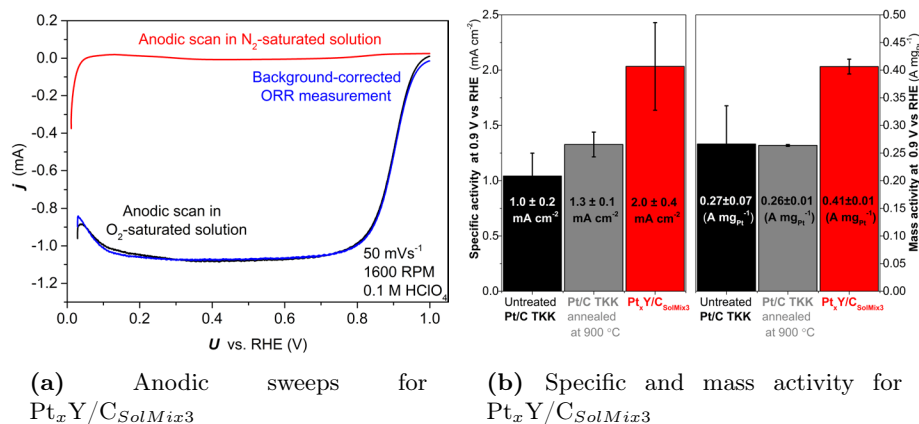 (a)
Anodic scan in N2-saturated solution
Background-corrected
ORR measurement
Anodic scan in
O2-saturated solution
50 mVs-1
1600 RPM
0.1 M HClO4
j (mA)
0.0
-0.2
-0.4
-0.6
-0.8
-1.0
-1.2
0.0 0.2 0.4 0.6 0.8 1.0
U vs. RHE (V)
(b)
Specific activity at 0.9 V vs RHE (mA cm-2)
2.5
2.0
1.5
1.0
0.5
0.0
1.0 ± 0.2
mA cm-2
1.3 ± 0.1
mA cm-2
2.0 ± 0.4
mA cm-2
0.27±0.07
(A mgPt-1)
0.26±0.01
(A mgPt-1)
0.41±0.01
(A mgPt-1)
Untreated
Pt/C TKK
Pt/C TKK
annealed
at 900 °C
PtxY/CSolMix3
Untreated
Pt/C TKK
Pt/C TKK
annealed
at 900 °C
PtxY/CSolMix3
0.50
0.45
0.40
0.35
0.30
0.25
0.20
0.15
0.10
0.05
0.00
Mass activity at 0.9 V vs RHE (A mgPt-1)
(a) Anodic sweeps for
PtxY/CSolMix3
(b) Specific and mass activity for
PtxY/CSolMix3